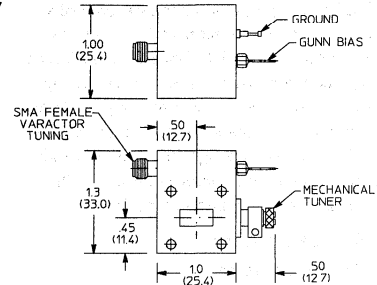 GROUND
GUNN BIAS
1.00
(25.4)
SMA FEMALE
VARACTOR
TUNING
.50
(12.7)
1.3
(33.0)
MECHANICAL
TUNER
.45
(11.4)
1.0
(25.4)
.50
(12.7)